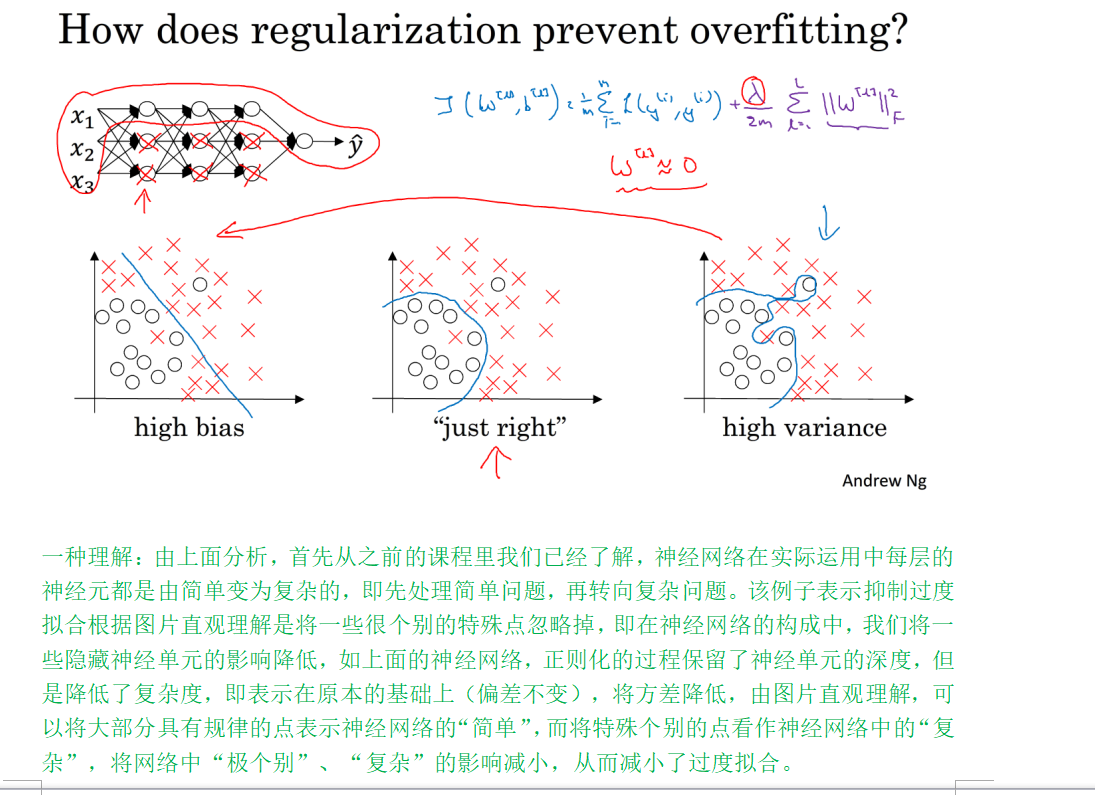 How does regularization prevent overfitting?
x₁
x₂
x₃
ŷ
J(w^[l], b^[l]) = 1/m Σ_{i=1}^m L(ŷ^(i), y^(i)) + λ/2m Σ_{l=1}^L ||w^[l]||²_F
w^[l] ≈ 0
high bias
“just right”
high variance
Andrew Ng
一种理解：由上面分析，首先从之前的课程里我们已经了解，神经网络在实际运用中每层的
神经元都是由简单变为复杂的，即先处理简单问题，再转向复杂问题。该例子表示抑制过度
拟合根据图片直观理解是将一些很个别的特殊点忽略掉，即在神经网络的构成中，我们将一
些隐藏神经单元的影响降低，如上面的神经网络，正则化的过程保留了神经单元的深度，但
是降低了复杂度，即表示在原本的基础上（偏差不变），将方差降低，由图片直观理解，可
以将大部分具有规律的点表示神经网络的“简单”，而将特殊个别的点看作神经网络中的“复
杂”，将网络中“极个别”、“复杂”的影响减小，从而减小了过度拟合。